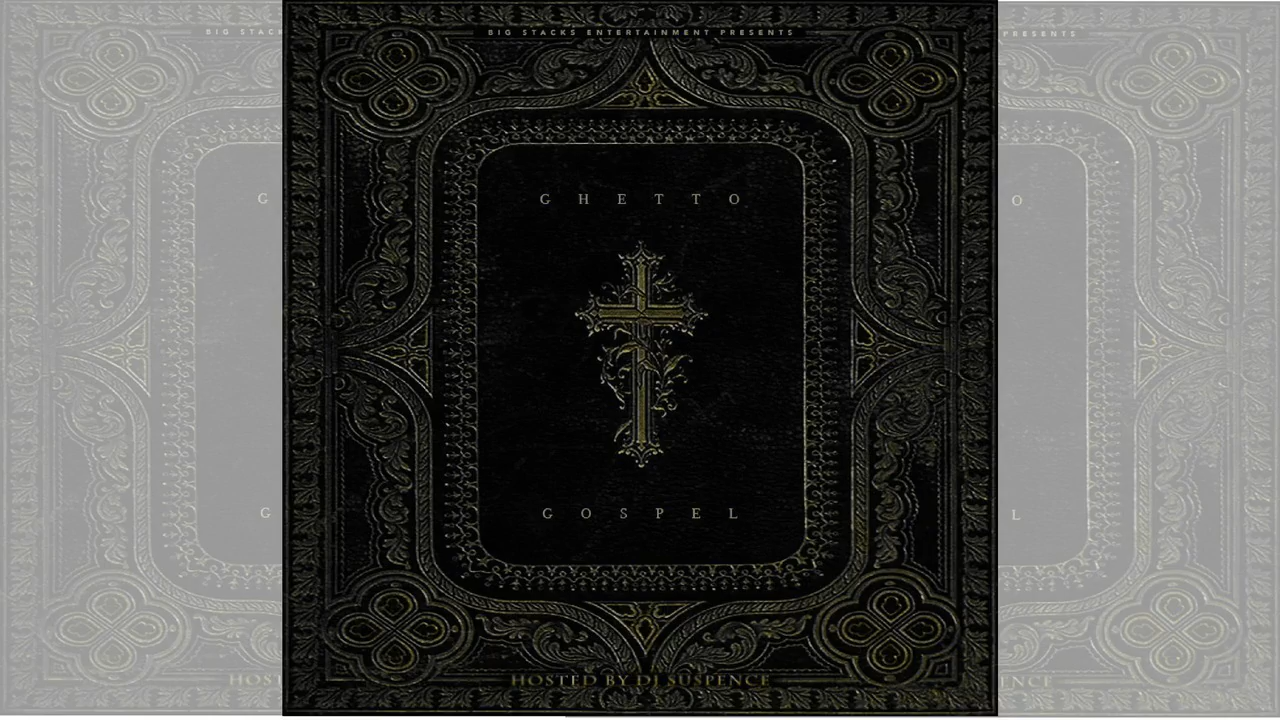 BIG STACKS ENTERTAINMENT PRESENTS
GHETTO
GOSPEL
HOSTED BY DJ SUSPENCE